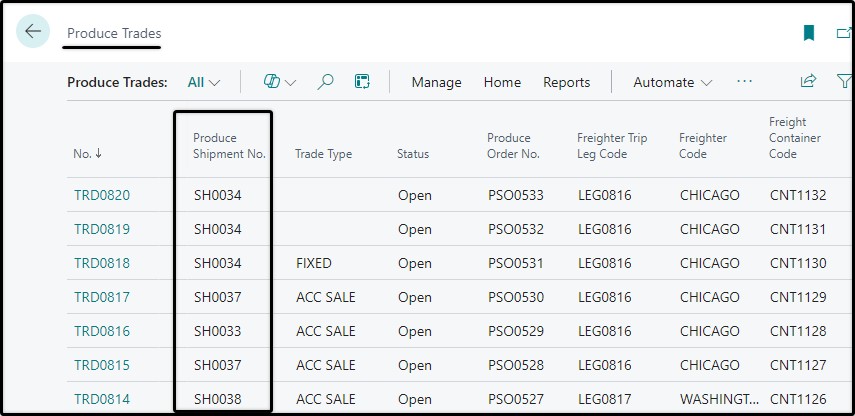 Produce Trades
Produce Trades: All Manage Home Reports Automate ...
No. ↓ Produce Shipment No. Trade Type Status Produce Order No. Freighter Trip Leg Code Freighter Code Freight Container Code
TRD0820 SH0034 Open PSO0533 LEG0816 CHICAGO CNT1132
TRD0819 SH0034 Open PSO0532 LEG0816 CHICAGO CNT1131
TRD0818 SH0034 FIXED Open PSO0531 LEG0816 CHICAGO CNT1130
TRD0817 SH0037 ACC SALE Open PSO0530 LEG0816 CHICAGO CNT1129
TRD0816 SH0033 ACC SALE Open PSO0529 LEG0816 CHICAGO CNT1128
TRD0815 SH0037 ACC SALE Open PSO0528 LEG0816 CHICAGO CNT1127
TRD0814 SH0038 ACC SALE Open PSO0527 LEG0817 WASHINGT... CNT1126